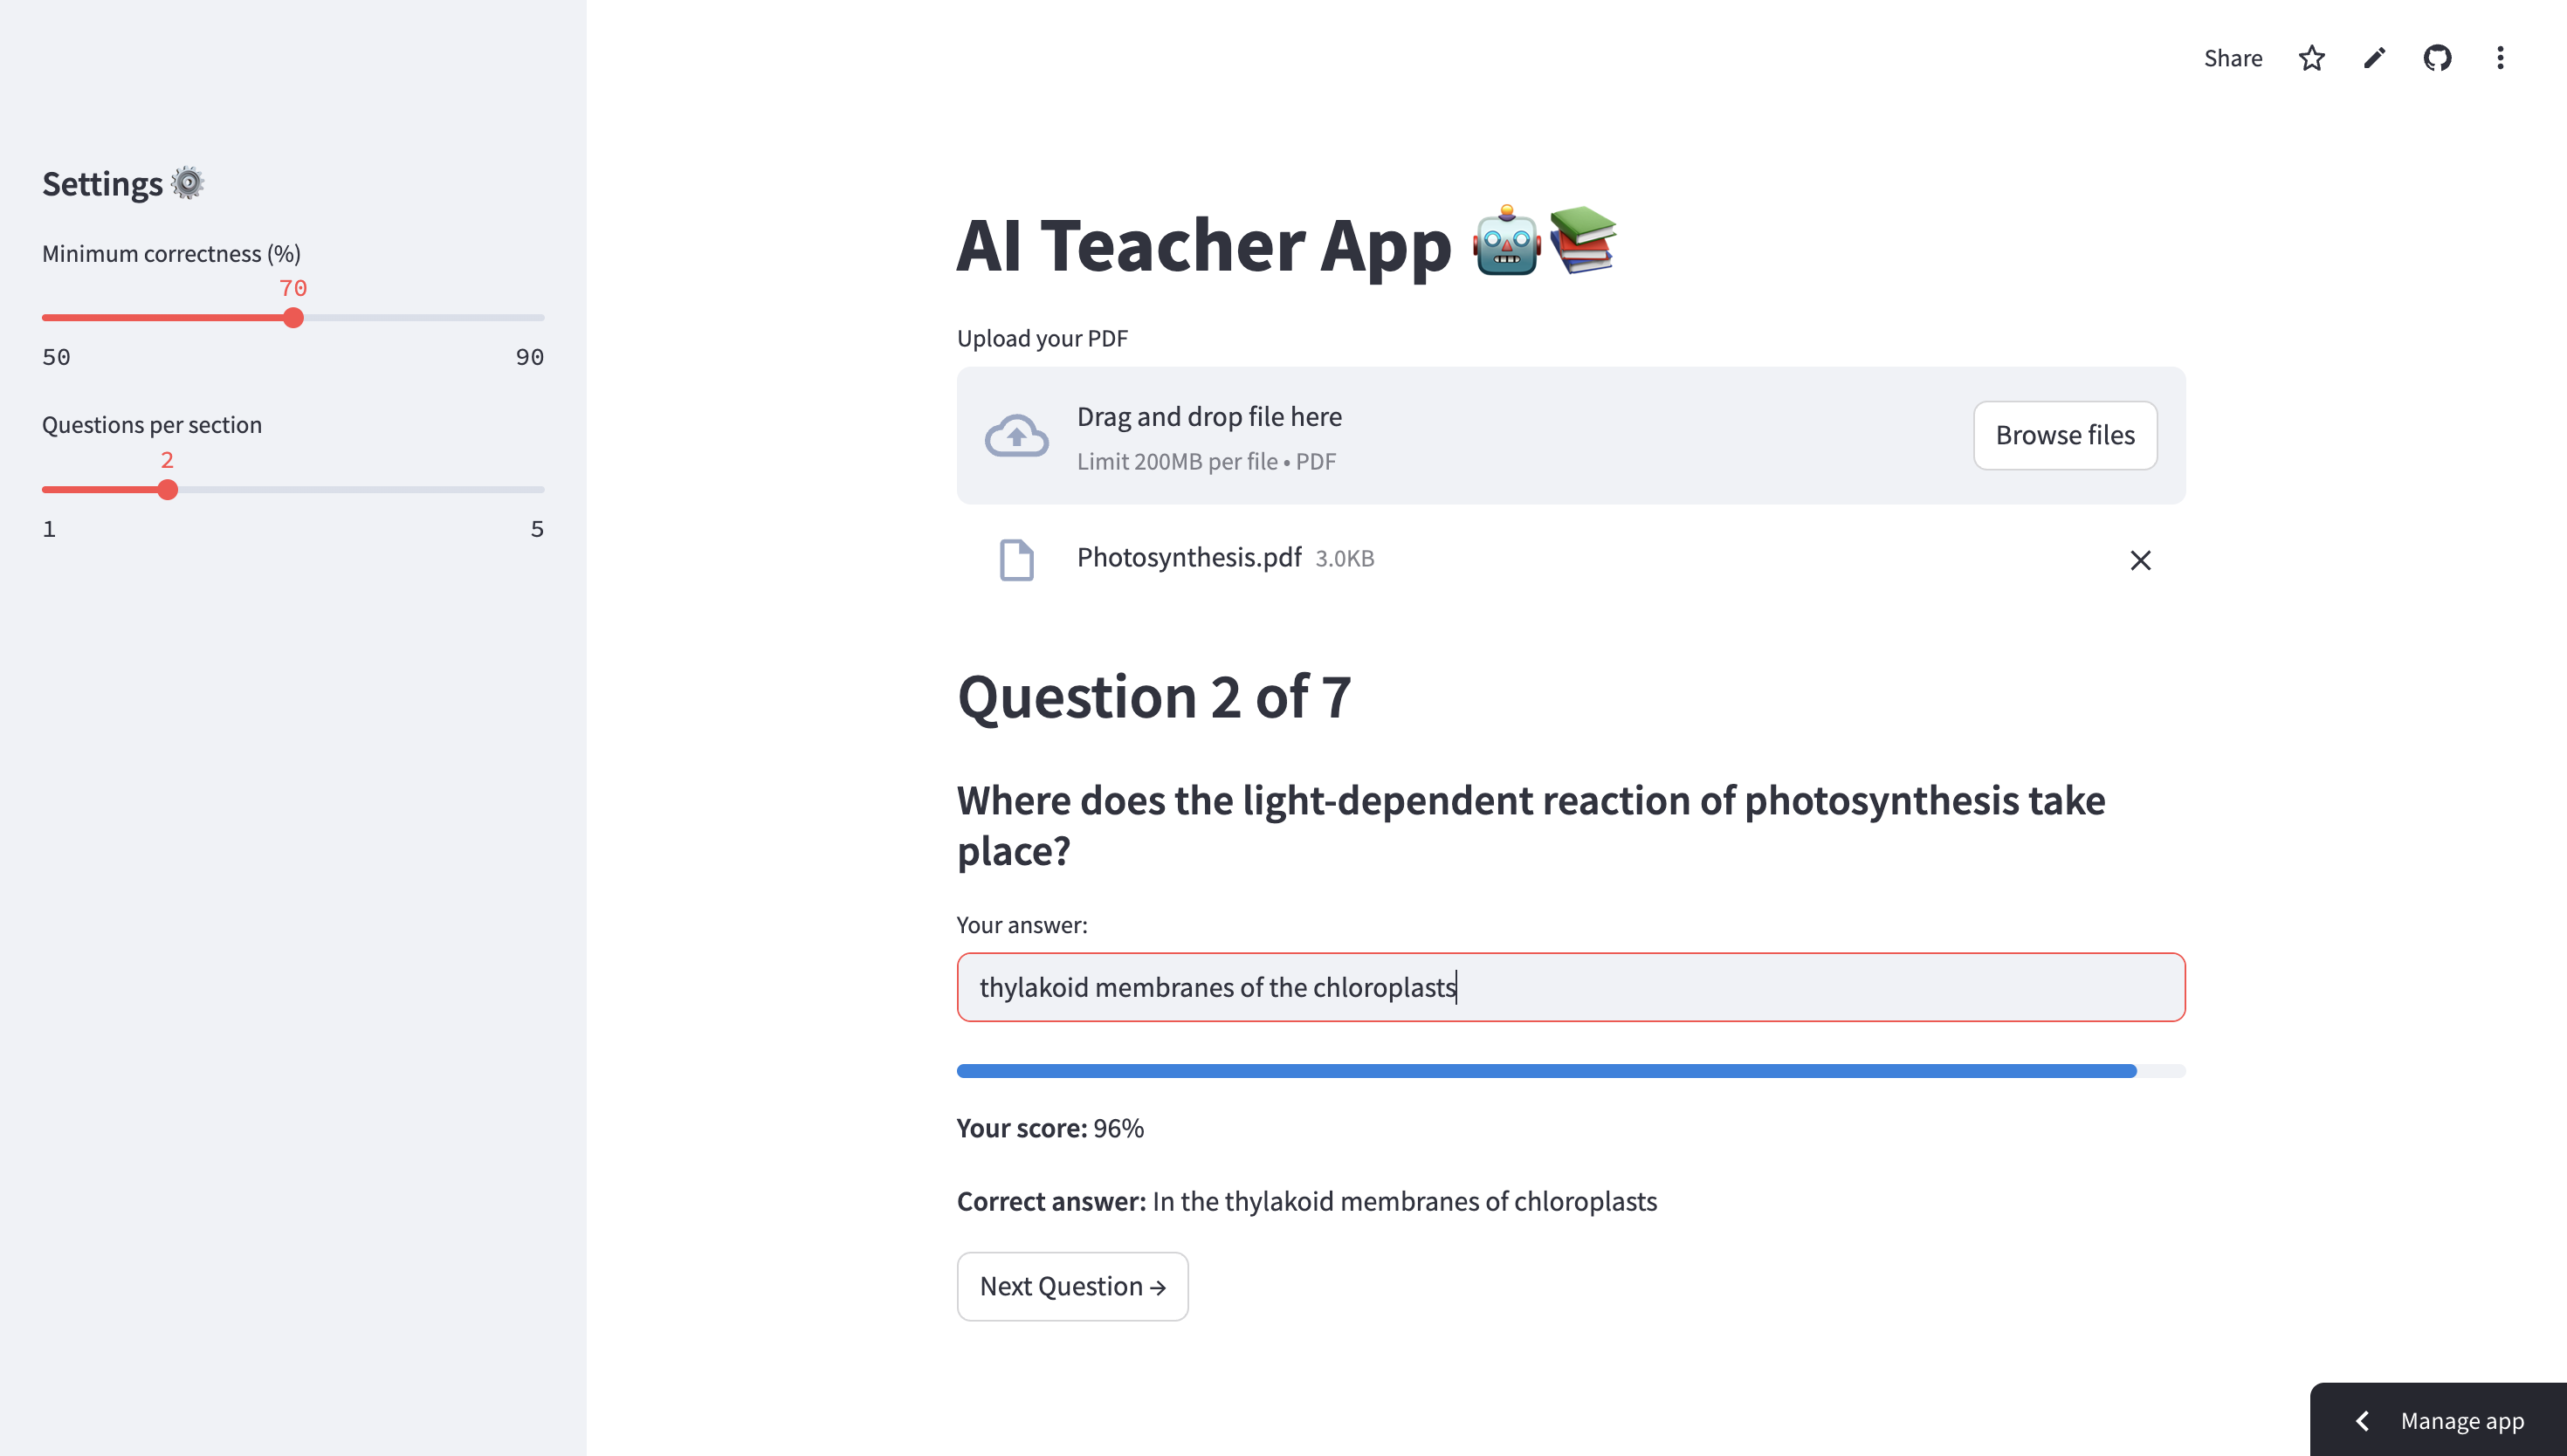 Share
Settings
Minimum correctness (%)
70
50 90
Questions per section
2
1 5
AI Teacher App
Upload your PDF
Drag and drop file here
Limit 200MB per file • PDF
Browse files
Photosynthesis.pdf 3.0KB
Question 2 of 7
Where does the light-dependent reaction of photosynthesis take
place?
Your answer:
thylakoid membranes of the chloroplasts
Your score: 96%
Correct answer: In the thylakoid membranes of chloroplasts
Next Question →
Manage app